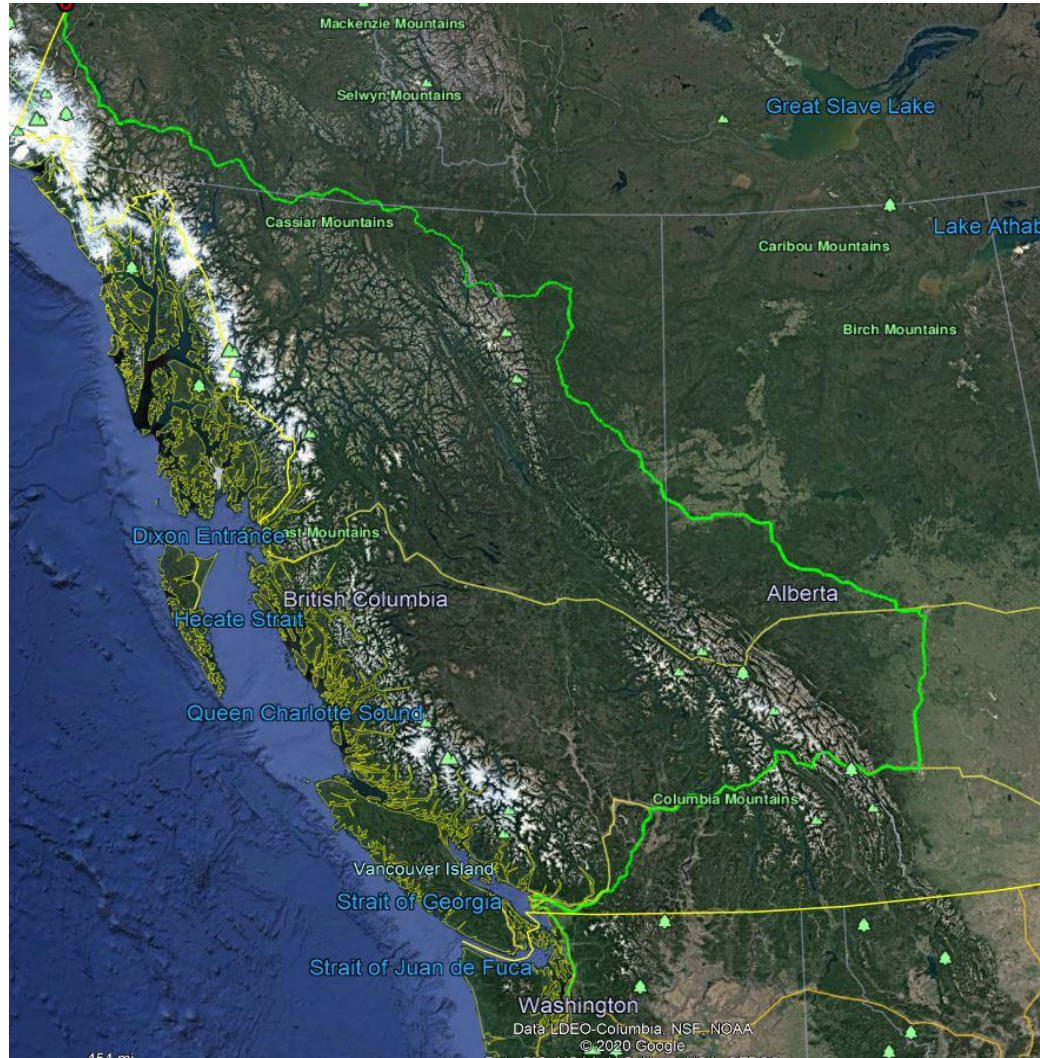 Mackenzie Mountains
Selwyn Mountains
Great Slave Lake
Cassiar Mountains
Lake Athab
Caribou Mountains
Birch Mountains
Dixon Entrance
ast Mountains
British Columbia
Alberta
Hecate Strait
Queen Charlotte Sound
Columbia Mountains
Vancouver Island
Strait of Georgia
Strait of Juan de Fuca
Washington
Data LDEO-Columbia, NSF, NOAA
© 2020 Google